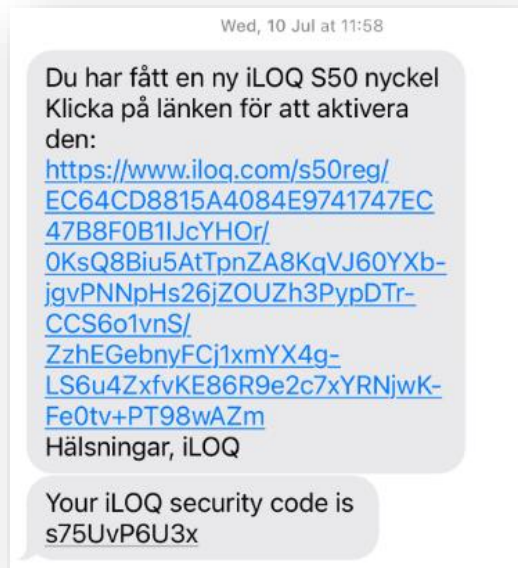 Wed, 10 Jul at 11:58
Du har fått en ny iLOQ S50 nyckel
Klicka på länken för att aktivera
den:
https://www.iloq.com/s50reg/
EC64CD8815A4084E9741747EC
47B8F0B1IJcYHOr/
0KsQ8Biu5AtTpnZA8KqVJ60YXb-
jgvPNNpHs26jZOUZh3PypDTr-
CCS6o1vnS/
ZzhEGebnyFCj1xmYX4g-
LS6u4ZxfvKE86R9e2c7xYRNjwK-
Fe0tv+PT98wAZm
Hälsningar, iLOQ
Your iLOQ security code is
s75UvP6U3x